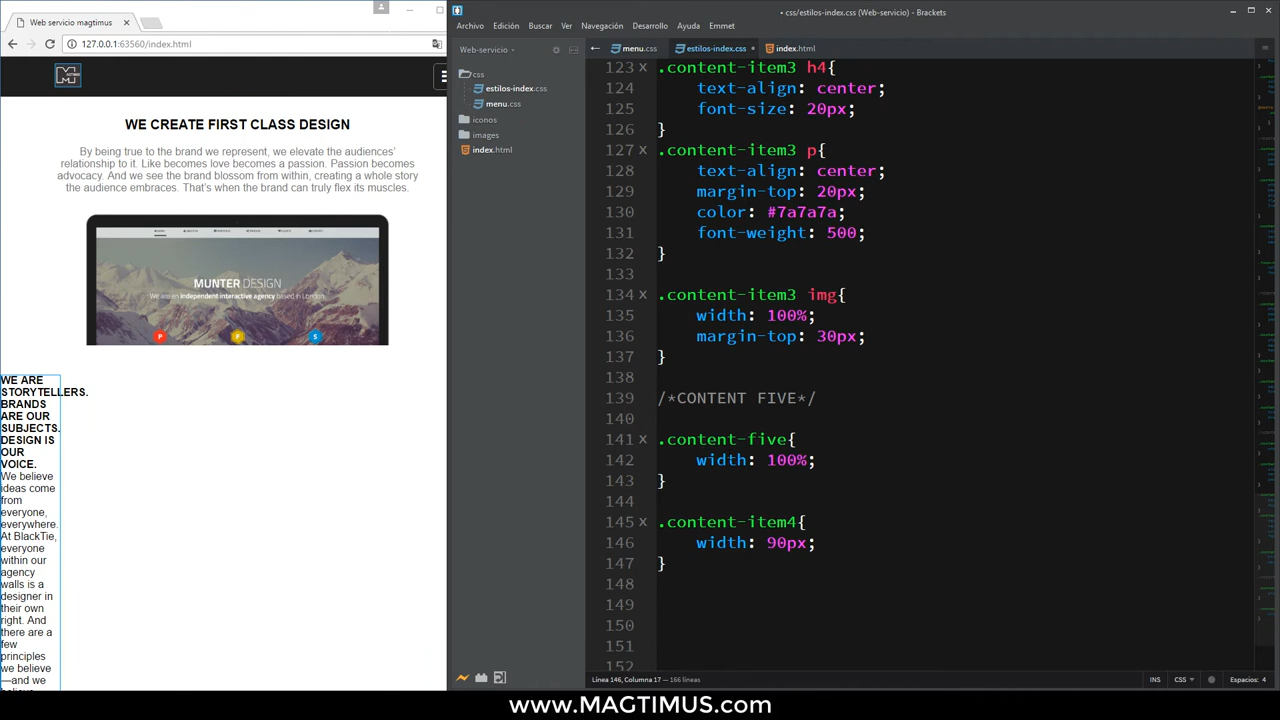 Web servicio magtimus
127.0.0.1:63560/index.html
WE CREATE FIRST CLASS DESIGN
By being true to the brand we represent, we elevate the audiences'
relationship to it. Like becomes love becomes a passion. Passion becomes
advocacy. And we see the brand blossom from within, creating a whole story
the audience embraces. That's when the brand can truly flex its muscles.
MUNTER DESIGN
We are an independent interactive agency based in London.
P
F
S
WE ARE
STORYTELLERS.
BRANDS
ARE OUR
SUBJECTS.
DESIGN IS
OUR
VOICE.
We believe
ideas come
from
everyone,
everywhere.
At BlackTie,
everyone
within our
agency
walls is a
designer in
their own
right. And
there are a
few
principles
we believe
—and we
• css/estilos-index.css (Web-servicio) - Brackets
Archivo Edición Buscar Ver Navegación Desarrollo Ayuda Emmet
Web-servicio
css
estilos-index.css
menu.css
iconos
images
index.html
menu.css estilos-index.css • index.html
123 .content-item3 h4{
124 text-align: center;
125 font-size: 20px;
126 }
127 .content-item3 p{
128 text-align: center;
129 margin-top: 20px;
130 color: #7a7a7a;
131 font-weight: 500;
132 }
133
134 .content-item3 img{
135 width: 100%;
136 margin-top: 30px;
137 }
138
139 /*CONTENT FIVE*/
140
141 .content-five{
142 width: 100%;
143 }
144
145 .content-item4{
146 width: 90px;
147 }
148
149
150
151
152
Línea 146, Columna 17 — 166 líneas
INS CSS Espacios: 4
www.MAGTIMUS.com